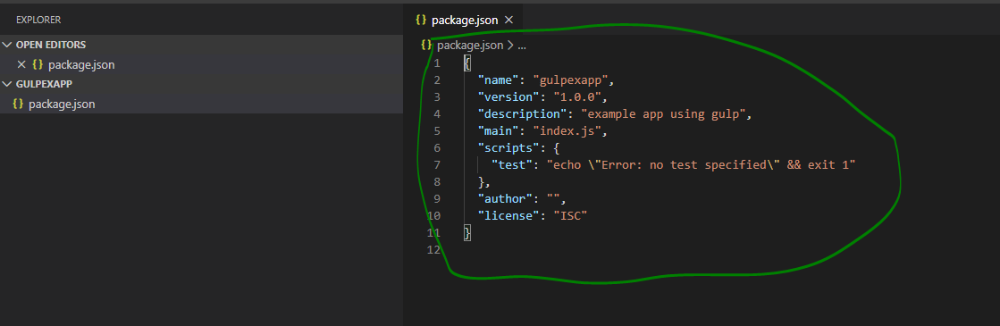 EXPLORER
OPEN EDITORS
package.json
GULPEXAPP
package.json
package.json
package.json > ...
1 {
2 "name": "gulpexapp",
3 "version": "1.0.0",
4 "description": "example app using gulp",
5 "main": "index.js",
6 "scripts": {
7 "test": "echo \"Error: no test specified\" && exit 1"
8 },
9 "author": "",
10 "license": "ISC"
11 }
12